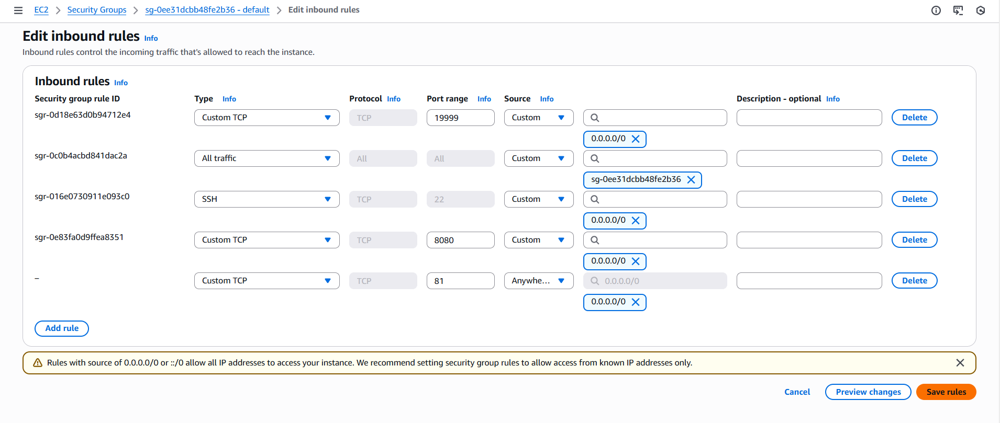 EC2 > Security Groups > sg-0ee31dcbb48fe2b36 - default > Edit inbound rules
Edit inbound rules Info
Inbound rules control the incoming traffic that's allowed to reach the instance.
Inbound rules Info
Security group rule ID Type Info Protocol Info Port range Info Source Info Description - optional Info
sgr-0d18e63d0b94712e4 Custom TCP TCP 19999 Custom Delete
0.0.0.0/0
sgr-0c0b4acbd841dac2a All traffic All All Custom Delete
sg-0ee31dcbb48fe2b36
sgr-016e0730911e093c0 SSH TCP 22 Custom Delete
0.0.0.0/0
sgr-0e83fa0d9ffea8351 Custom TCP TCP 8080 Custom Delete
0.0.0.0/0
– Custom TCP TCP 81 Anywhe... 0.0.0.0/0 Delete
0.0.0.0/0
Add rule
Rules with source of 0.0.0.0/0 or ::/0 allow all IP addresses to access your instance. We recommend setting security group rules to allow access from known IP addresses only.
Cancel Preview changes Save rules